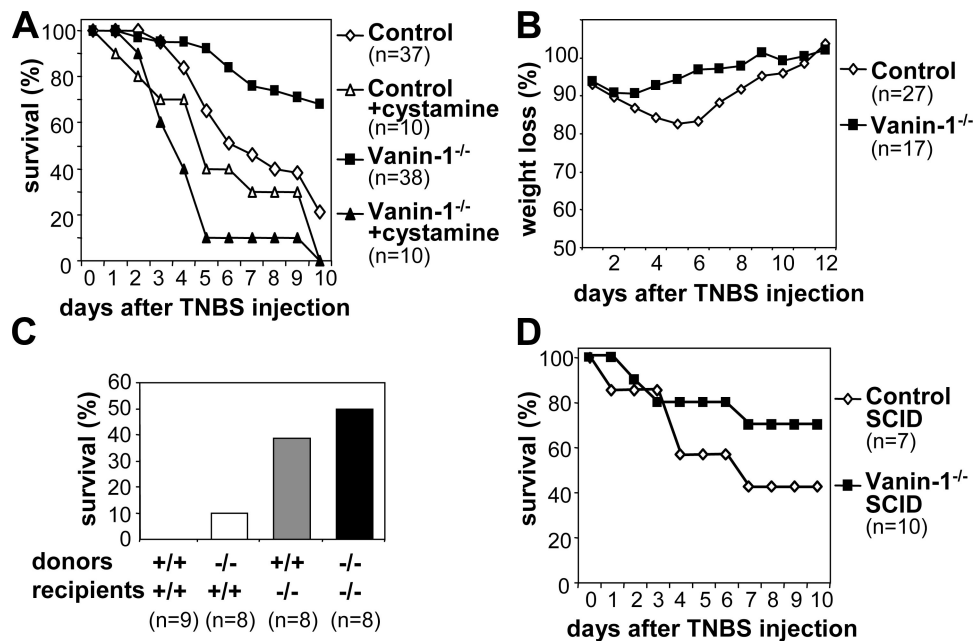 A
100
80
60
40
20
0
survival (%)
0 1 2 3 4 5 6 7 8 9 10
days after TNBS injection
Control
(n=37)
Control
+cystamine
(n=10)
Vanin-1-/-
(n=38)
Vanin-1-/-
+cystamine
(n=10)
B
100
90
80
70
60
50
weight loss (%)
2 4 6 8 10 12
days after TNBS injection
Control
(n=27)
Vanin-1-/-
(n=17)
C
60
50
40
30
20
10
0
survival (%)
donors +/+ -/- +/+ -/-
recipients +/+ +/+ -/- -/-
(n=9) (n=8) (n=8) (n=8)
D
100
80
60
40
20
0
survival (%)
0 1 2 3 4 5 6 7 8 9 10
days after TNBS injection
Control
SCID
(n=7)
Vanin-1-/-
SCID
(n=10)